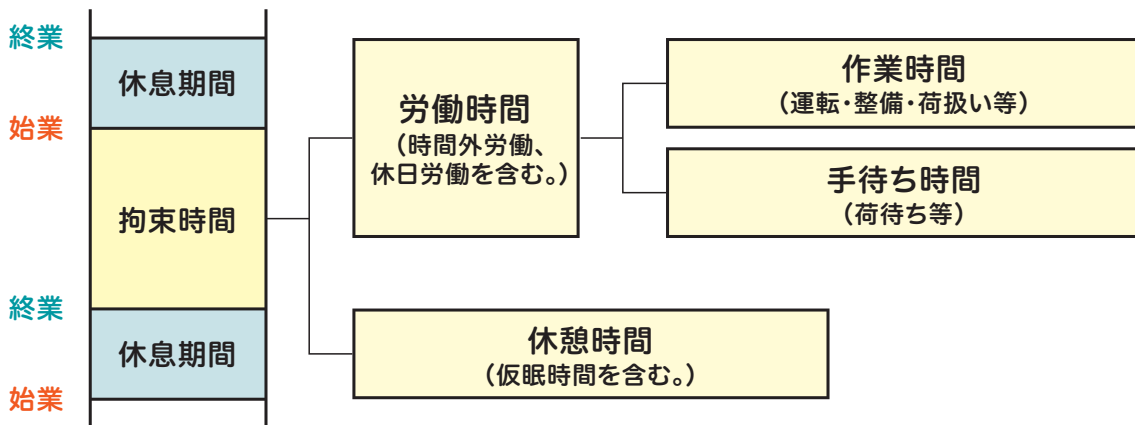 終業
休息期間
始業
拘束時間
終業
休息期間
始業
労働時間
（時間外労働、
休日労働を含む。）
作業時間
（運転・整備・荷扱い等）
手待ち時間
（荷待ち等）
休憩時間
（仮眠時間を含む。）